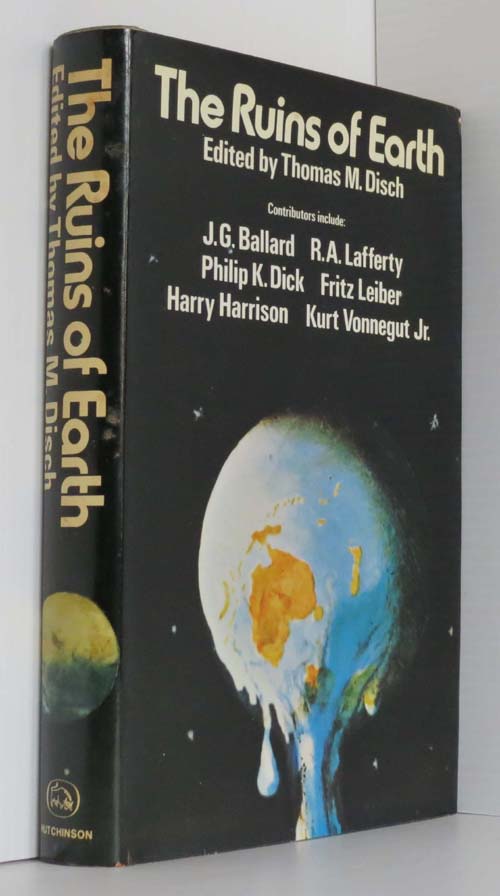 The Ruins of Earth
Edited by Thomas M. Disch
HUTCHINSON
The Ruins of Earth
Edited by Thomas M. Disch
Contributors include:
J.G. Ballard R.A. Lafferty
Philip K. Dick Fritz Leiber
Harry Harrison Kurt Vonnegut Jr.